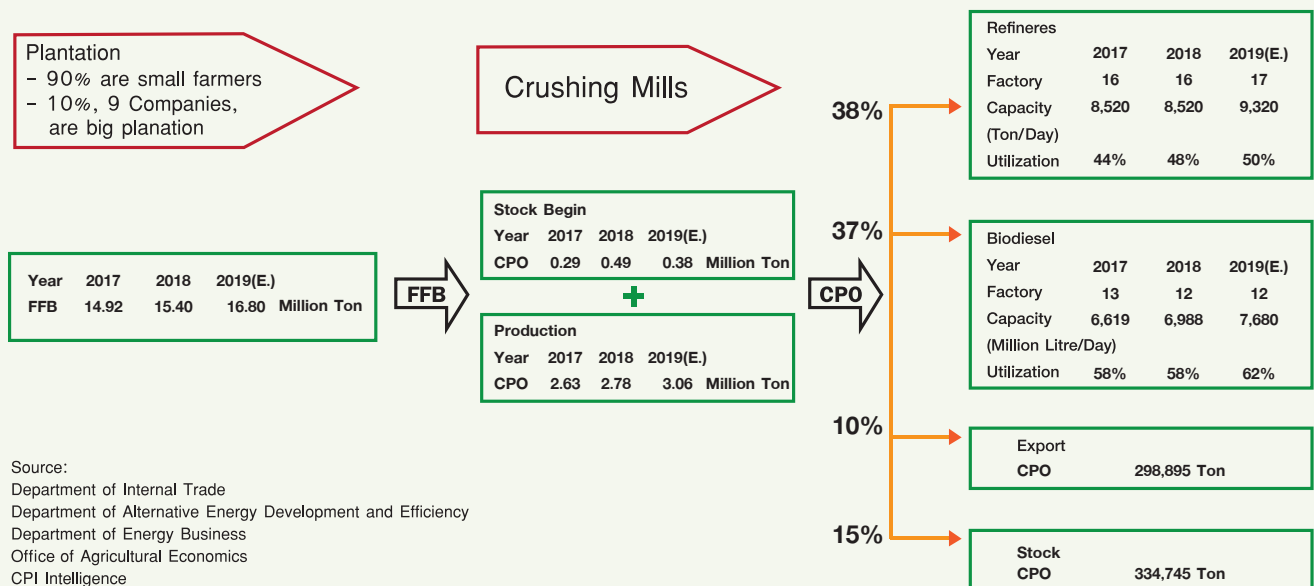 Plantation
– 90% are small farmers
– 10%, 9 Companies,
are big planation
Year 2017 2018 2019(E.)
FFB 14.92 15.40 16.80 Million Ton
FFB
Crushing Mills
Stock Begin
Year 2017 2018 2019(E.)
CPO 0.29 0.49 0.38 Million Ton
+
Production
Year 2017 2018 2019(E.)
CPO 2.63 2.78 3.06 Million Ton
CPO
38%
Refineres
Year 2017 2018 2019(E.)
Factory 16 16 17
Capacity 8,520 8,520 9,320
(Ton/Day)
Utilization 44% 48% 50%
37%
Biodiesel
Year 2017 2018 2019(E.)
Factory 13 12 12
Capacity 6,619 6,988 7,680
(Million Litre/Day)
Utilization 58% 58% 62%
10%
Export
CPO 298,895 Ton
15%
Stock
CPO 334,745 Ton
Source:
Department of Internal Trade
Department of Alternative Energy Development and Efficiency
Department of Energy Business
Office of Agricultural Economics
CPI Intelligence